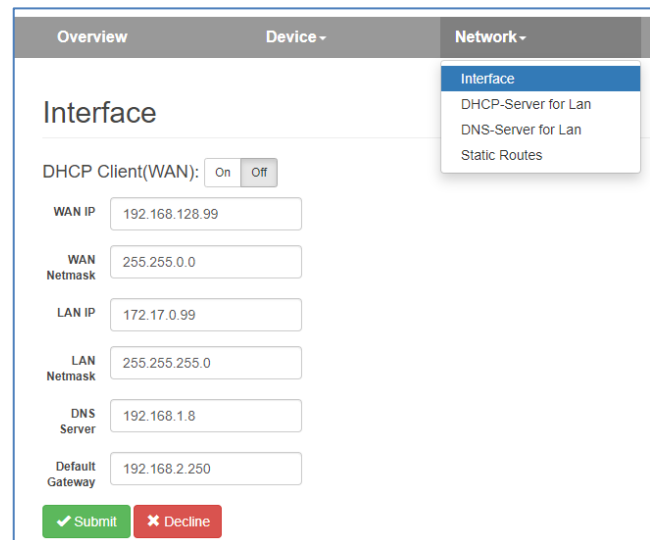 Overview Device Network
Interface
DHCP-Server for Lan
DNS-Server for Lan
Static Routes
Interface
DHCP Client(WAN): On Off
WAN IP 192.168.128.99
WAN Netmask 255.255.0.0
LAN IP 172.17.0.99
LAN Netmask 255.255.255.0
DNS Server 192.168.1.8
Default Gateway 192.168.2.250
Submit Decline